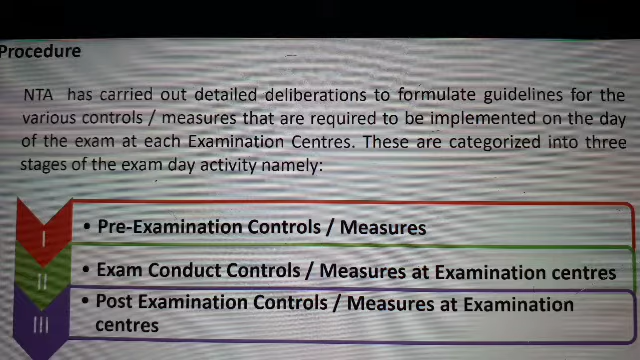 Procedure
NTA has carried out detailed deliberations to formulate guidelines for the
various controls / measures that are required to be implemented on the day
of the exam at each Examination Centres. These are categorized into three
stages of the exam day activity namely:
I
• Pre-Examination Controls / Measures
II
• Exam Conduct Controls / Measures at Examination centres
III
• Post Examination Controls / Measures at Examination
centres